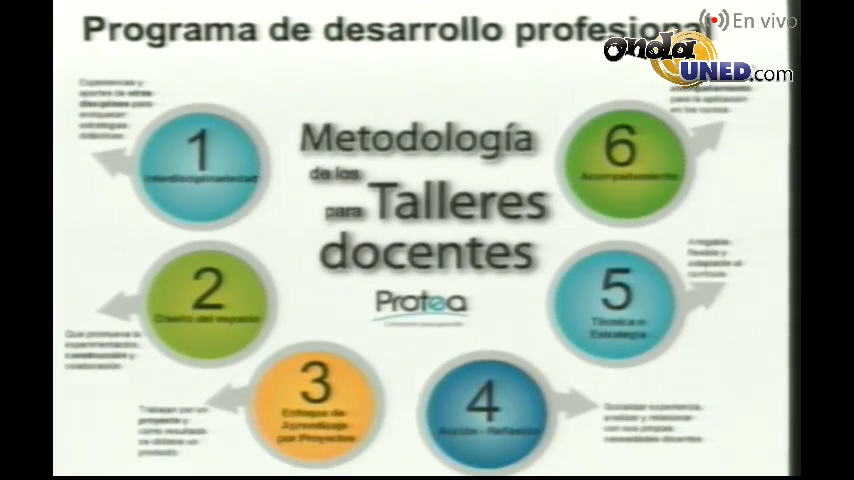 Programa de desarrollo profesional
En vivo
onda
UNED.com
Experiencias y
aportes de otras
disciplinas para
enriquecer
estrategias
didácticas
1
Interdisciplinariedad
Metodología
de los
para Talleres
docentes
Protea
6
Acompañamiento
acompañamiento
para la aplicación
en los cursos
2
Diseño del espacio
Que promueva la
experimentación,
construcción y
colaboración.
5
Técnica o
Estrategia
Amigable,
flexible y
adaptable al
currículo
3
Enfoque de
Aprendizaje
por Proyectos
Trabajan por un
proyecto y
como resultado
se obtiene un
producto
4
Acción - Reflexión
Socializar experiencia,
analizar y relacionar
con sus propias
necesidades docentes